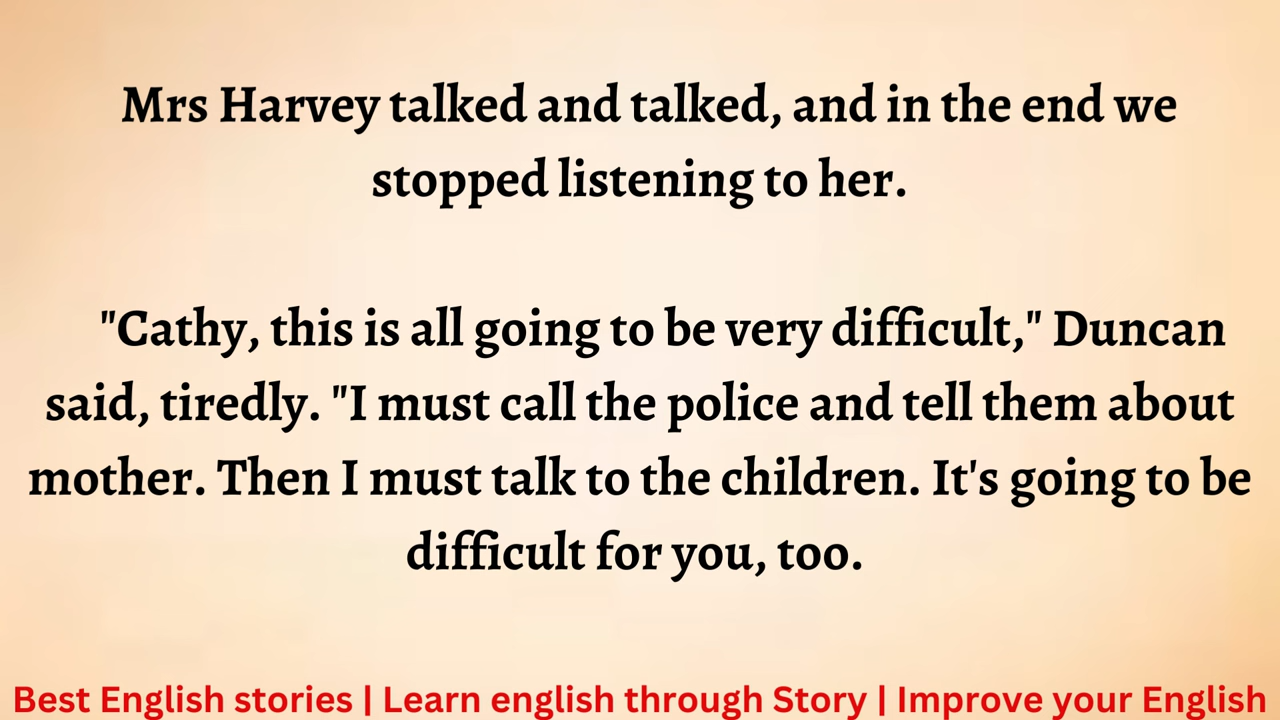 Mrs Harvey talked and talked, and in the end we
stopped listening to her.
"Cathy, this is all going to be very difficult," Duncan
said, tiredly. "I must call the police and tell them about
mother. Then I must talk to the children. It's going to be
difficult for you, too.
Best English stories | Learn english through Story | Improve your English